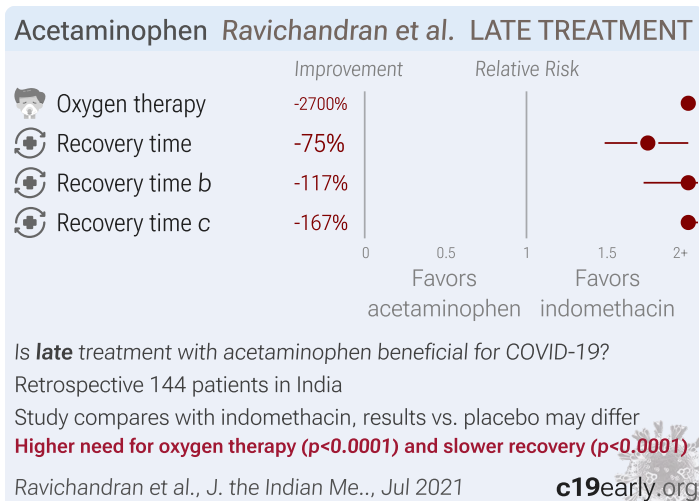 Acetaminophen Ravichandran et al. LATE TREATMENT
Improvement Relative Risk
Oxygen therapy -2700%
Recovery time -75%
Recovery time b -117%
Recovery time c -167%
0 0.5 1 1.5 2+
Favors acetaminophen
Favors indomethacin
Is late treatment with acetaminophen beneficial for COVID-19?
Retrospective 144 patients in India
Study compares with indomethacin, results vs. placebo may differ
Higher need for oxygen therapy (p<0.0001) and slower recovery (p<0.0001)
Ravichandran et al., J. the Indian Me.., Jul 2021 c19early.org